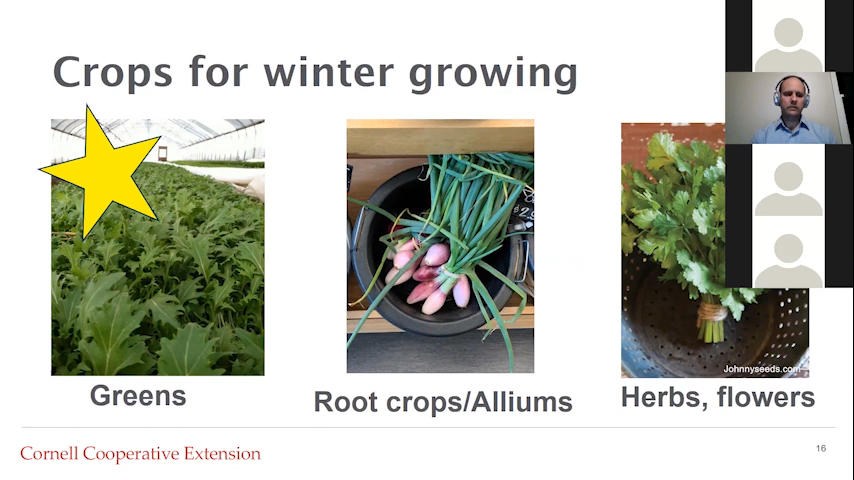 Crops for winter growing
Johnnyseeds.com
Greens
Root crops/Alliums
Herbs, flowers
Cornell Cooperative Extension
16